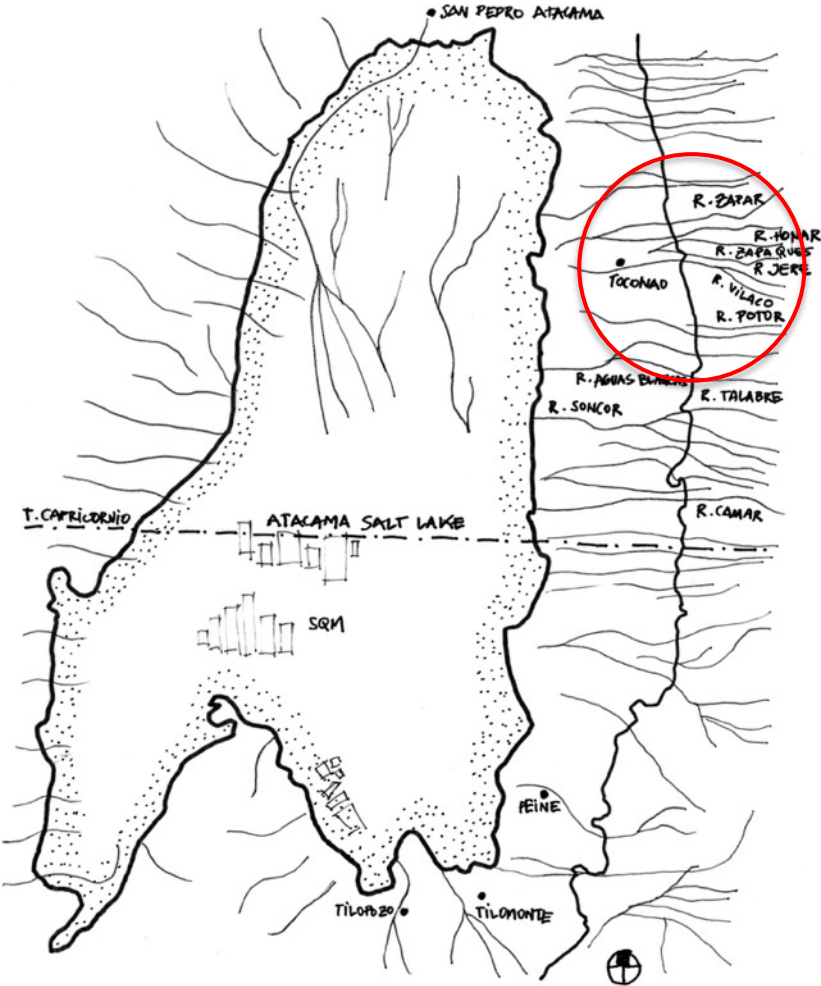 SAN PEDRO ATACAMA
R. ZAPAR
R. HONAR
R. ZAPAQUES
R JERE
TOCONAO
R. VILACO
R. POTOR
R. AGUAS BLANCAS
R. TALABRE
R. SONCOR
R. CAMAR
T. CAPRICORNIO
ATACAMA SALT LAKE
SQM
PEINE
TILOPOZO
TILOMONTE